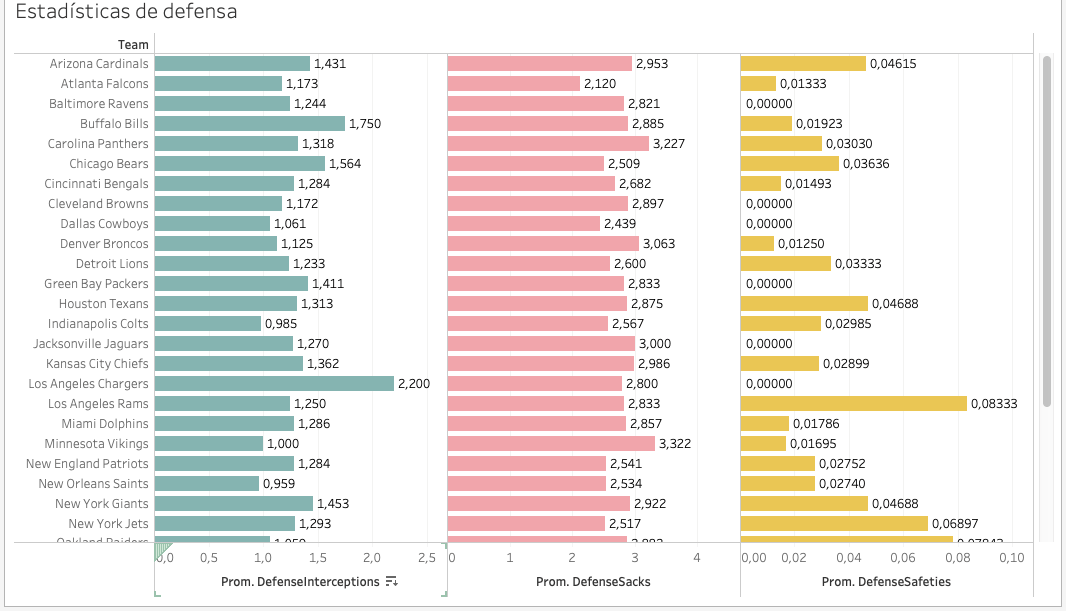 Estadísticas de defensa
Team
Arizona Cardinals 1,431 2,953 0,04615
Atlanta Falcons 1,173 2,120 0,01333
Baltimore Ravens 1,244 2,821 0,00000
Buffalo Bills 1,750 2,885 0,01923
Carolina Panthers 1,318 3,227 0,03030
Chicago Bears 1,564 2,509 0,03636
Cincinnati Bengals 1,284 2,682 0,01493
Cleveland Browns 1,172 2,897 0,00000
Dallas Cowboys 1,061 2,439 0,00000
Denver Broncos 1,125 3,063 0,01250
Detroit Lions 1,233 2,600 0,03333
Green Bay Packers 1,411 2,833 0,00000
Houston Texans 1,313 2,875 0,04688
Indianapolis Colts 0,985 2,567 0,02985
Jacksonville Jaguars 1,270 3,000 0,00000
Kansas City Chiefs 1,362 2,986 0,02899
Los Angeles Chargers 2,200 2,800 0,00000
Los Angeles Rams 1,250 2,833 0,08333
Miami Dolphins 1,286 2,857 0,01786
Minnesota Vikings 1,000 3,322 0,01695
New England Patriots 1,284 2,541 0,02752
New Orleans Saints 0,959 2,534 0,02740
New York Giants 1,453 2,922 0,04688
New York Jets 1,293 2,517 0,06897
Oakland Raiders
0,0 0,5 1,0 1,5 2,0 2,5 0 1 2 3 4 0,00 0,02 0,04 0,06 0,08 0,10
Prom. DefenseInterceptions Prom. DefenseSacks Prom. DefenseSafeties